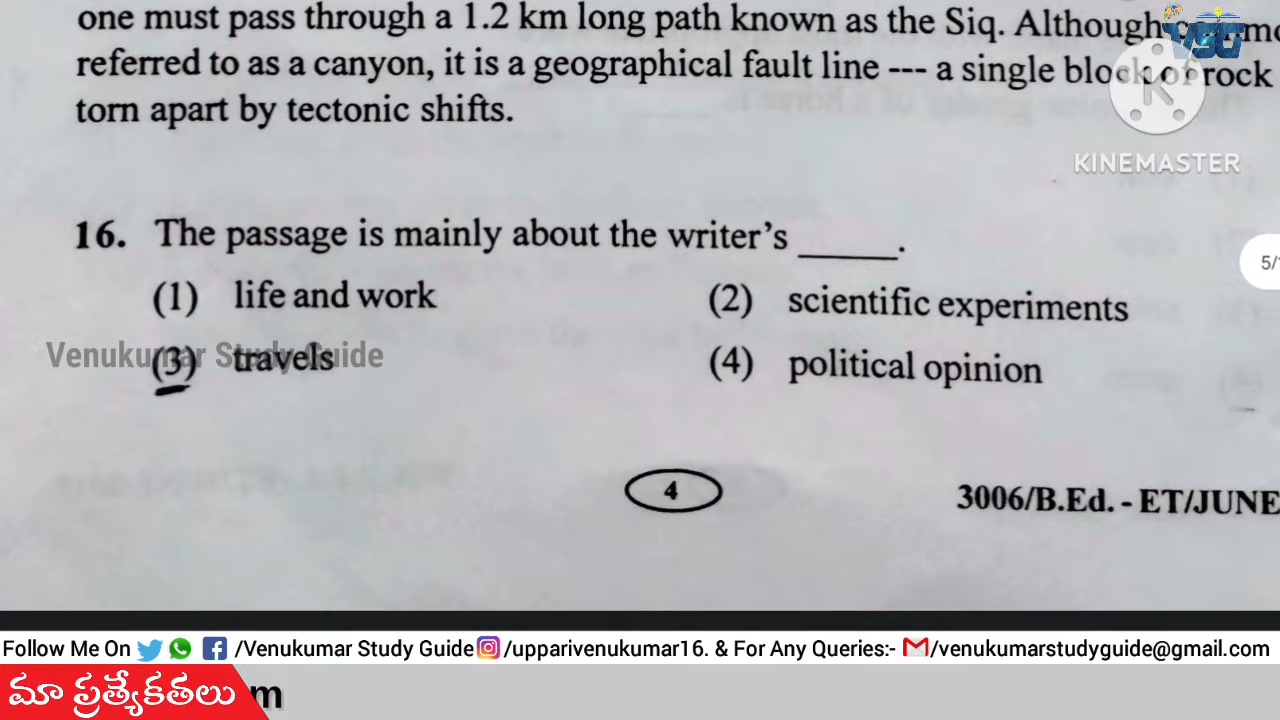 one must pass through a 1.2 km long path known as the Siq. Although
VSG
referred to as a canyon, it is a geographical fault line --- a single block of rock
torn apart by tectonic shifts.
K
KINEMASTER
16. The passage is mainly about the writer's _____.
5/1
(1) life and work (2) scientific experiments
Venukumar Study Guide
(3) travels (4) political opinion
4
3006/B.Ed. - ET/JUNE
Follow Me On /Venukumar Study Guide /upparivenukumar16. & For Any Queries:- /venukumarstudyguide@gmail.com
మా ప్రత్యేకతలు m